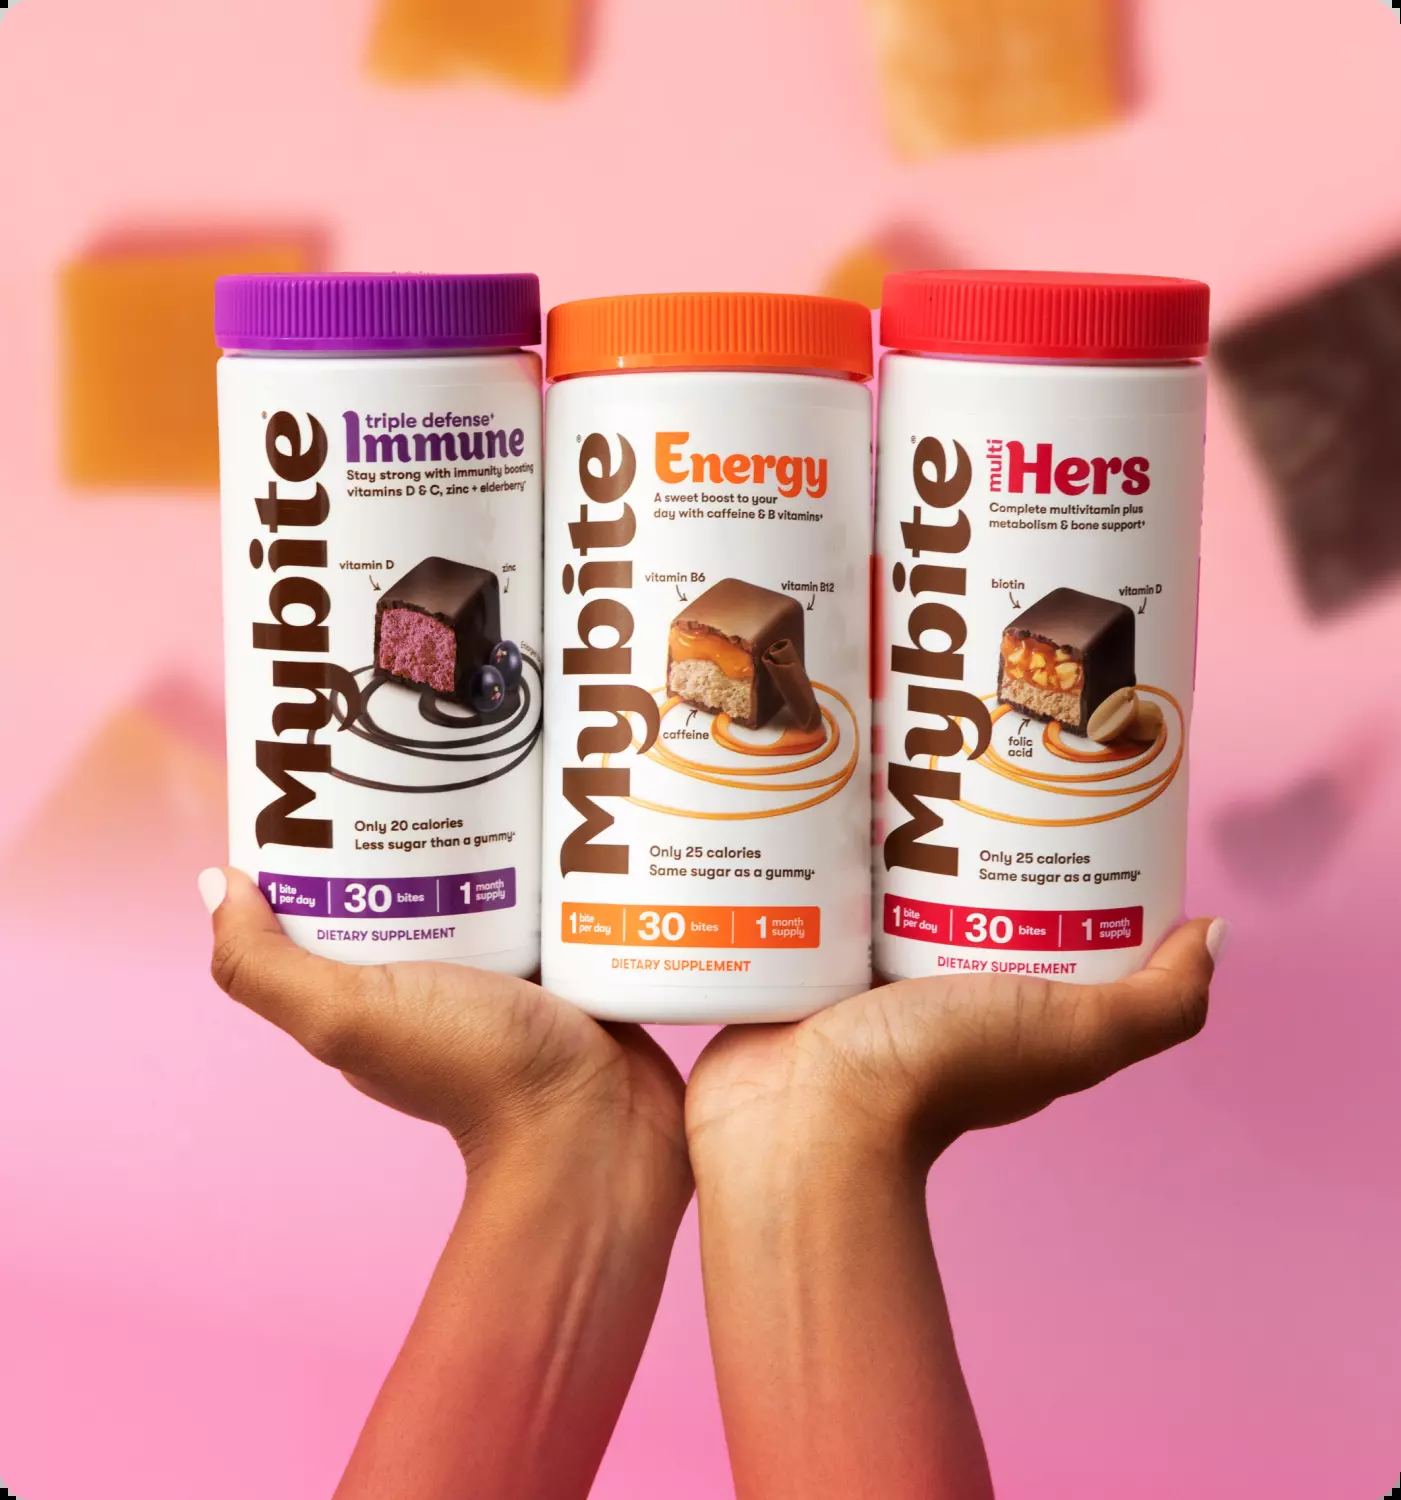 Mybite®
triple defense†
Immune
Stay strong with immunity boosting
vitamins D & C, zinc + elderberry†
vitamin D
zinc
Only 20 calories
Less sugar than a gummy▲
1 bite per day | 30 bites | 1 month supply
DIETARY SUPPLEMENT
Mybite®
Energy
A sweet boost to your
day with caffeine & B vitamins†
vitamin B6
vitamin B12
caffeine
Only 25 calories
Same sugar as a gummy▲
1 bite per day | 30 bites | 1 month supply
DIETARY SUPPLEMENT
Mybite®
multi
Hers
Complete multivitamin plus
metabolism & bone support†
biotin
vitamin D
folic
acid
Only 25 calories
Same sugar as a gummy▲
1 bite per day | 30 bites | 1 month supply
DIETARY SUPPLEMENT